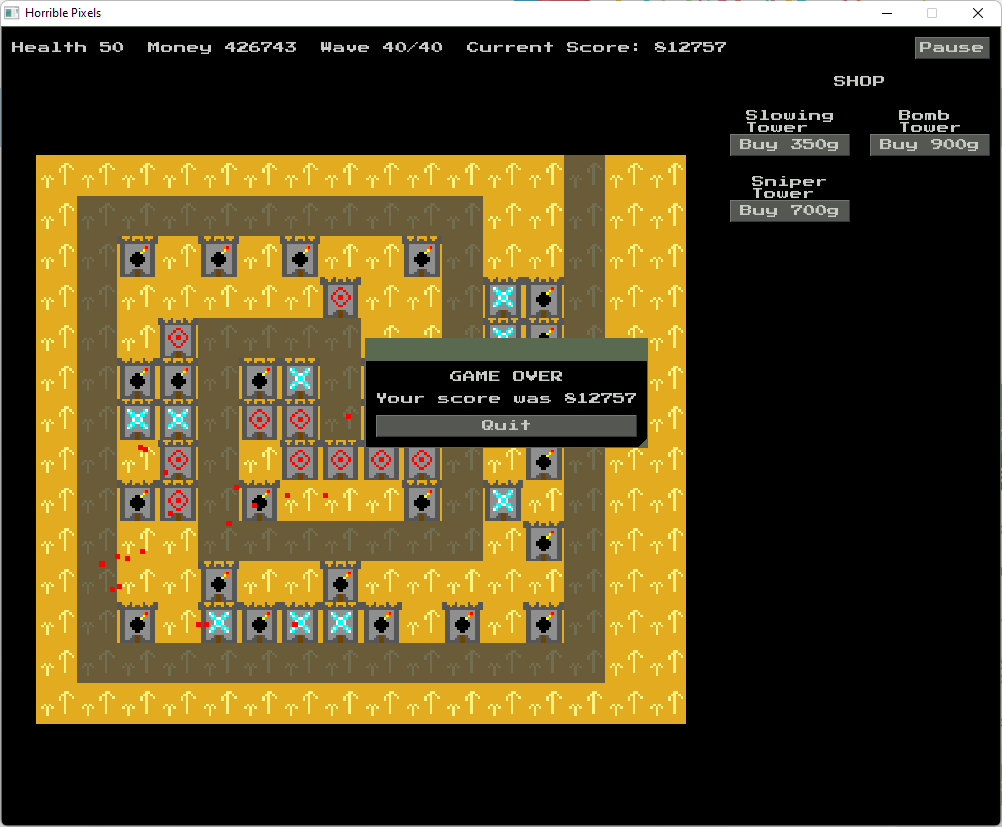 Horrible Pixels
Health 50 Money 426743 Wave 40/40 Current Score: 812757
Pause
SHOP
Slowing
Tower
Buy 350g
Bomb
Tower
Buy 900g
Sniper
Tower
Buy 700g
GAME OVER
Your score was 812757
Quit